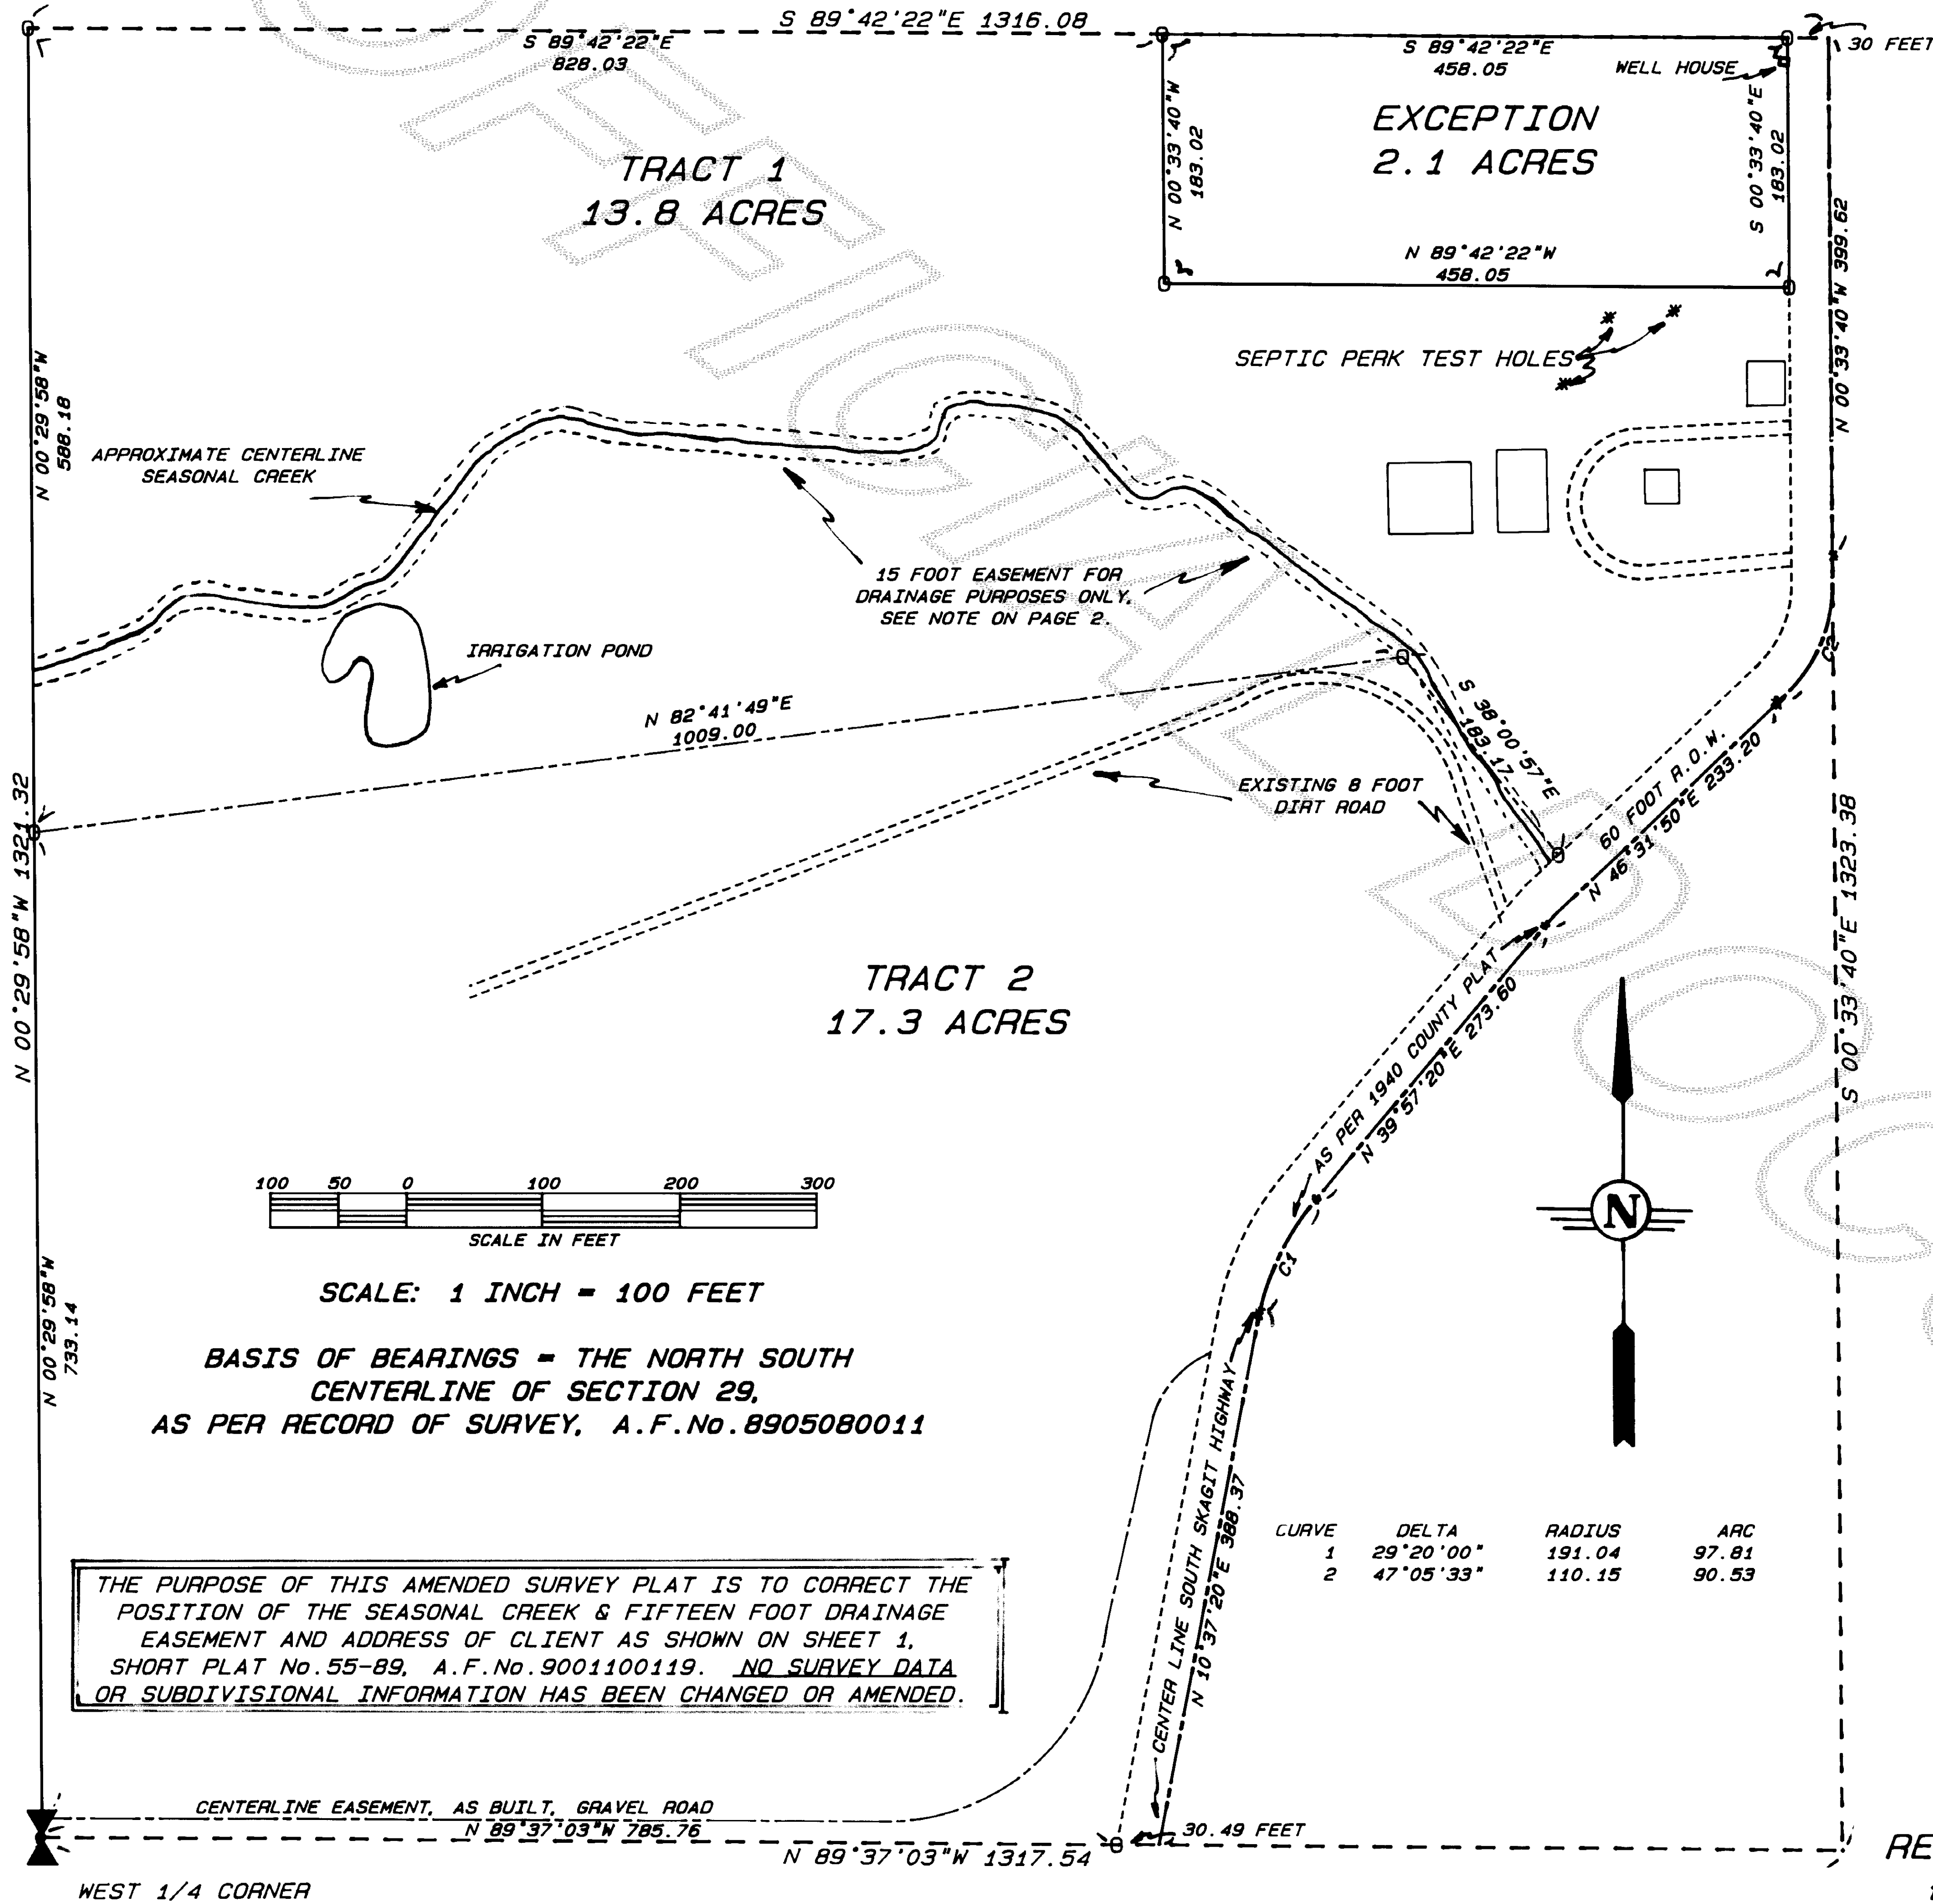 S 89°42'22"E 1316.08
S 89°42'22"E
828.03
S 89°42'22"E
458.05
30 FEET
WELL HOUSE
N 00°33'40"W
183.02
EXCEPTION
2.1 ACRES
S 00°33'40"E
183.02
TRACT 1
13.8 ACRES
N 89°42'22"W
458.05
N 00°33'40"W 399.62
SEPTIC PERK TEST HOLES
N 00°29'58"W
588.18
APPROXIMATE CENTERLINE
SEASONAL CREEK
15 FOOT EASEMENT FOR
DRAINAGE PURPOSES ONLY.
SEE NOTE ON PAGE 2.
IRRIGATION POND
C2
N 82°41'49"E
1009.00
S 38°00'57"E
183.17
EXISTING 8 FOOT
DIRT ROAD
60 FOOT R.O.W.
N 46°31'50"E 233.20
N 00°29'58"W 1321.32
S 00°33'40"E 1323.38
TRACT 2
17.3 ACRES
AS PER 1940 COUNTY PLAT
N 39°57'20"E 273.60
100 50 0 100 200 300
SCALE IN FEET
N
C1
SCALE: 1 INCH = 100 FEET
N 00°29'58"W
733.14
BASIS OF BEARINGS = THE NORTH SOUTH
CENTERLINE OF SECTION 29,
AS PER RECORD OF SURVEY, A.F.No.8905080011
CENTER LINE SOUTH SKAGIT HIGHWAY
N 10°37'20"E 388.37
CURVE DELTA RADIUS ARC
1 29°20'00" 191.04 97.81
2 47°05'33" 110.15 90.53
THE PURPOSE OF THIS AMENDED SURVEY PLAT IS TO CORRECT THE
POSITION OF THE SEASONAL CREEK & FIFTEEN FOOT DRAINAGE
EASEMENT AND ADDRESS OF CLIENT AS SHOWN ON SHEET 1,
SHORT PLAT No.55-89, A.F.No.9001100119. NO SURVEY DATA
OR SUBDIVISIONAL INFORMATION HAS BEEN CHANGED OR AMENDED.
CENTERLINE EASEMENT, AS BUILT, GRAVEL ROAD
N 89°37'03"W 785.76
30.49 FEET
N 89°37'03"W 1317.54
RE
WEST 1/4 CORNER